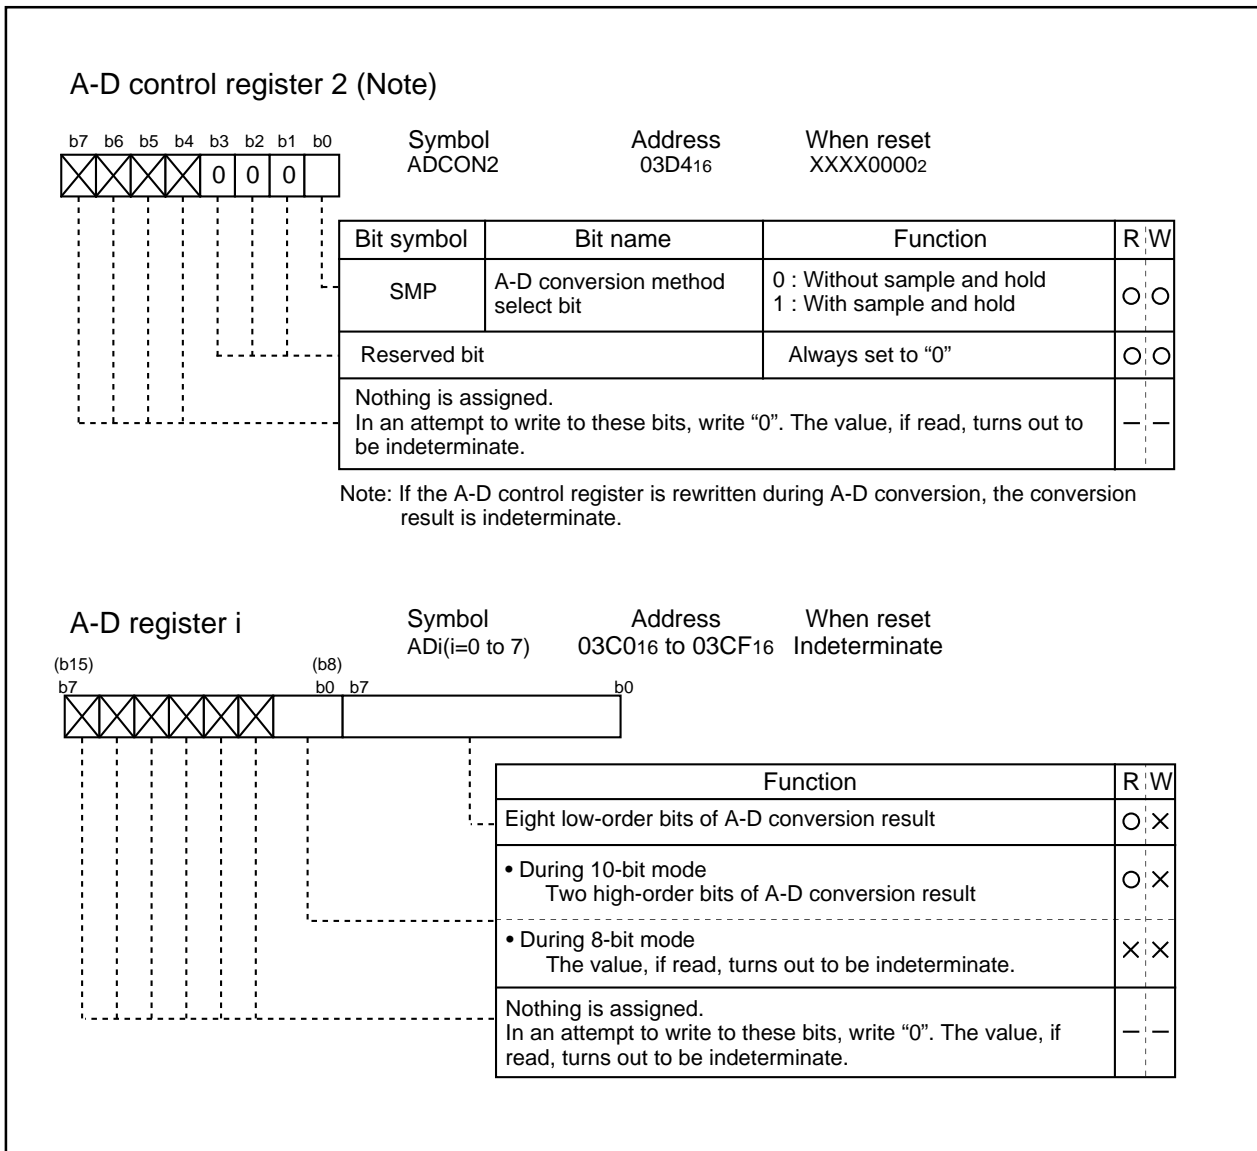 A-D control register 2 (Note)
b7 b6 b5 b4 b3 b2 b1 b0
Symbol Address When reset
ADCON2 03D416 XXXX00002
0 0 0
Bit symbol Bit name Function R W
SMP A-D conversion method select bit 0 : Without sample and hold
1 : With sample and hold
Reserved bit Always set to “0”
Nothing is assigned.
In an attempt to write to these bits, write “0”. The value, if read, turns out to
be indeterminate.
Note: If the A-D control register is rewritten during A-D conversion, the conversion
result is indeterminate.
A-D register i
Symbol Address When reset
ADi(i=0 to 7) 03C016 to 03CF16 Indeterminate
(b15) (b8)
b7 b0 b7 b0
Function R W
Eight low-order bits of A-D conversion result
• During 10-bit mode
Two high-order bits of A-D conversion result
• During 8-bit mode
The value, if read, turns out to be indeterminate.
Nothing is assigned.
In an attempt to write to these bits, write “0”. The value, if
read, turns out to be indeterminate.